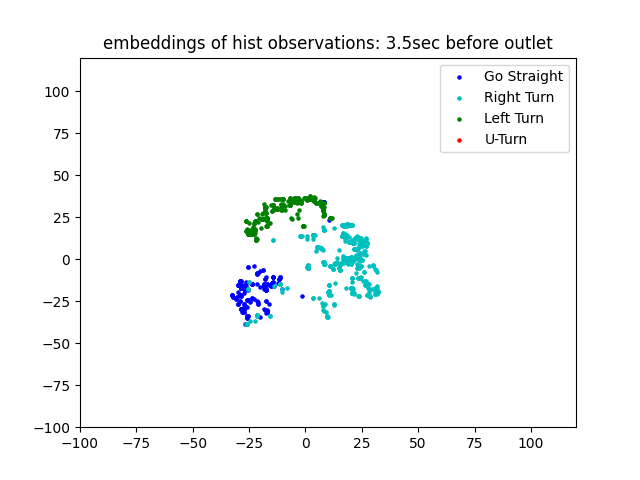 embeddings of hist observations: 3.5sec before outlet
Go Straight
Right Turn
Left Turn
U-Turn
100
75
50
25
0
−25
−50
−75
−100
−100 −75 −50 −25 0 25 50 75 100